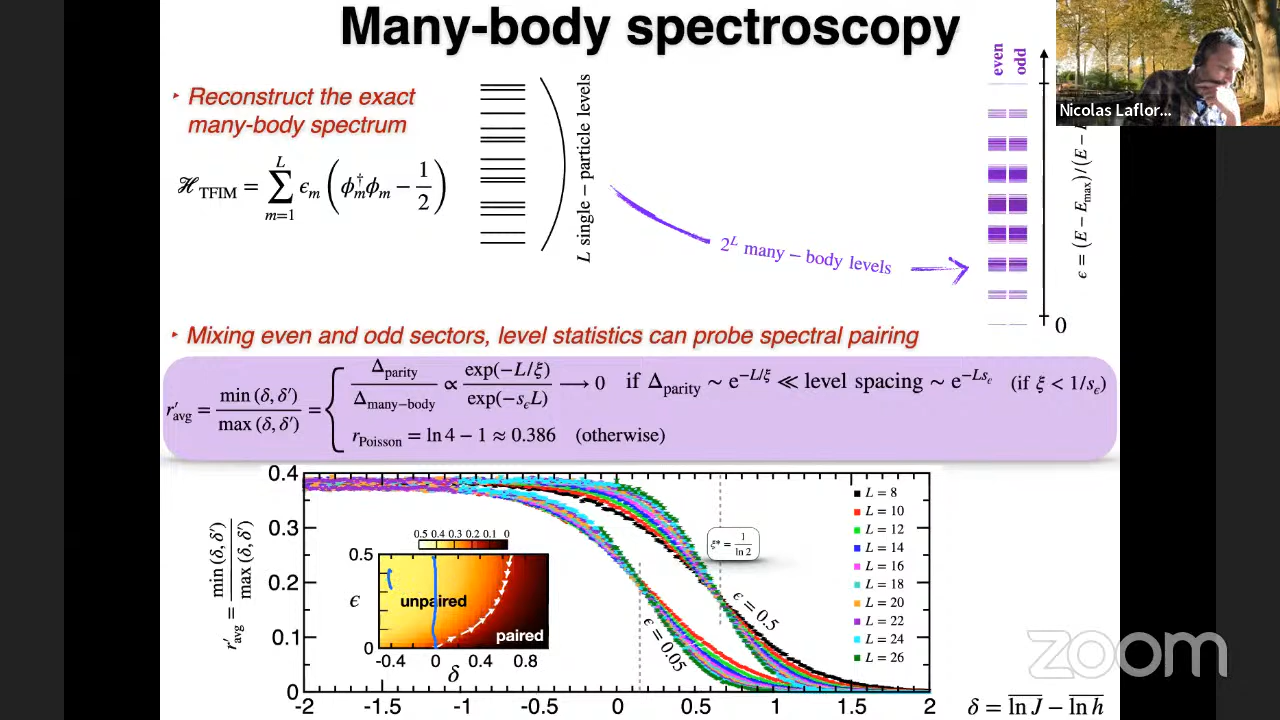 Many-body spectroscopy
even
odd
Nicolas Laflor...
‣ Reconstruct the exact
many-body spectrum
ℋ_TFIM = ∑_{m=1}^{L} ϵ_m (ϕ_m^† ϕ_m − 1/2)
L single − particle levels
2^L many − body levels
ϵ = (E − E_max)/(E −
0
‣ Mixing even and odd sectors, level statistics can probe spectral pairing
r′_avg = min (δ, δ′) / max (δ, δ′) = {
Δ_parity / Δ_many−body ∝ exp(−L/ξ) / exp(−s_ϵ L) ⟶ 0 if Δ_parity ∼ e^{−L/ξ} ≪ level spacing ∼ e^{−Ls_ϵ} (if ξ < 1/s_ϵ)
r_Poisson = ln 4 − 1 ≈ 0.386 (otherwise)
r′_avg = min (δ, δ′) / max (δ, δ′)
0.4
0.3
0.2
0.1
0
0.5 0.4 0.3 0.2 0.1 0
0.5
ϵ
0
unpaired
paired
-0.4 0 0.4 0.8
δ
ξ* = 1/ln 2
ϵ = 0.5
ϵ = 0.05
L = 8
L = 10
L = 12
L = 14
L = 16
L = 18
L = 20
L = 22
L = 24
L = 26
zoom
-2 -1.5 -1 -0.5 0 0.5 1 1.5 2
δ = \overline{ln J} − \overline{ln h}